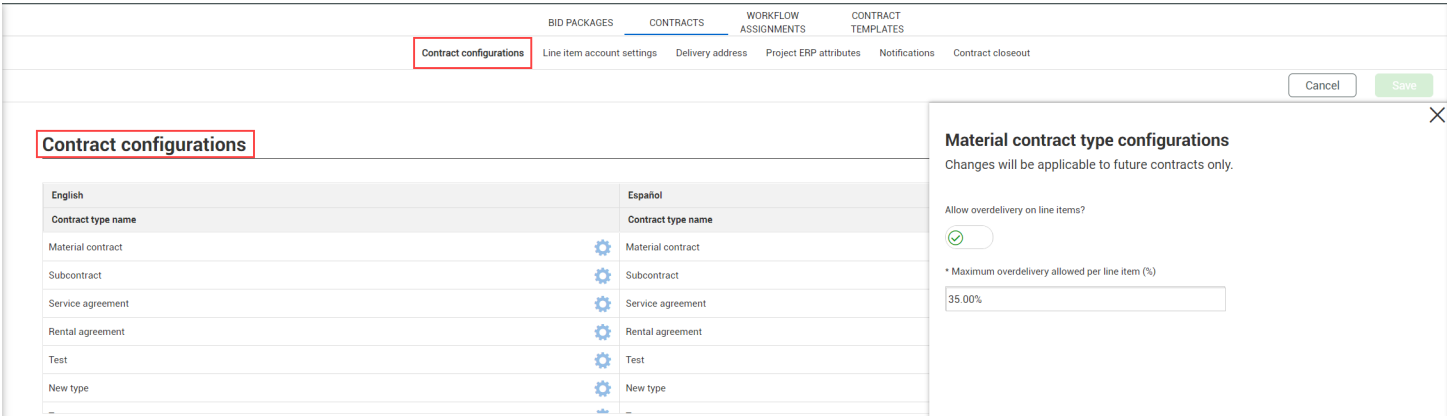 BID PACKAGES
CONTRACTS
WORKFLOW
ASSIGNMENTS
CONTRACT
TEMPLATES
Contract configurations
Line item account settings
Delivery address
Project ERP attributes
Notifications
Contract closeout
Cancel
Save
Contract configurations
English
Español
Contract type name
Contract type name
Material contract
Material contract
Subcontract
Subcontract
Service agreement
Service agreement
Rental agreement
Rental agreement
Test
Test
New type
New type
Material contract type configurations
Changes will be applicable to future contracts only.
Allow overdelivery on line items?
* Maximum overdelivery allowed per line item (%)
35.00%